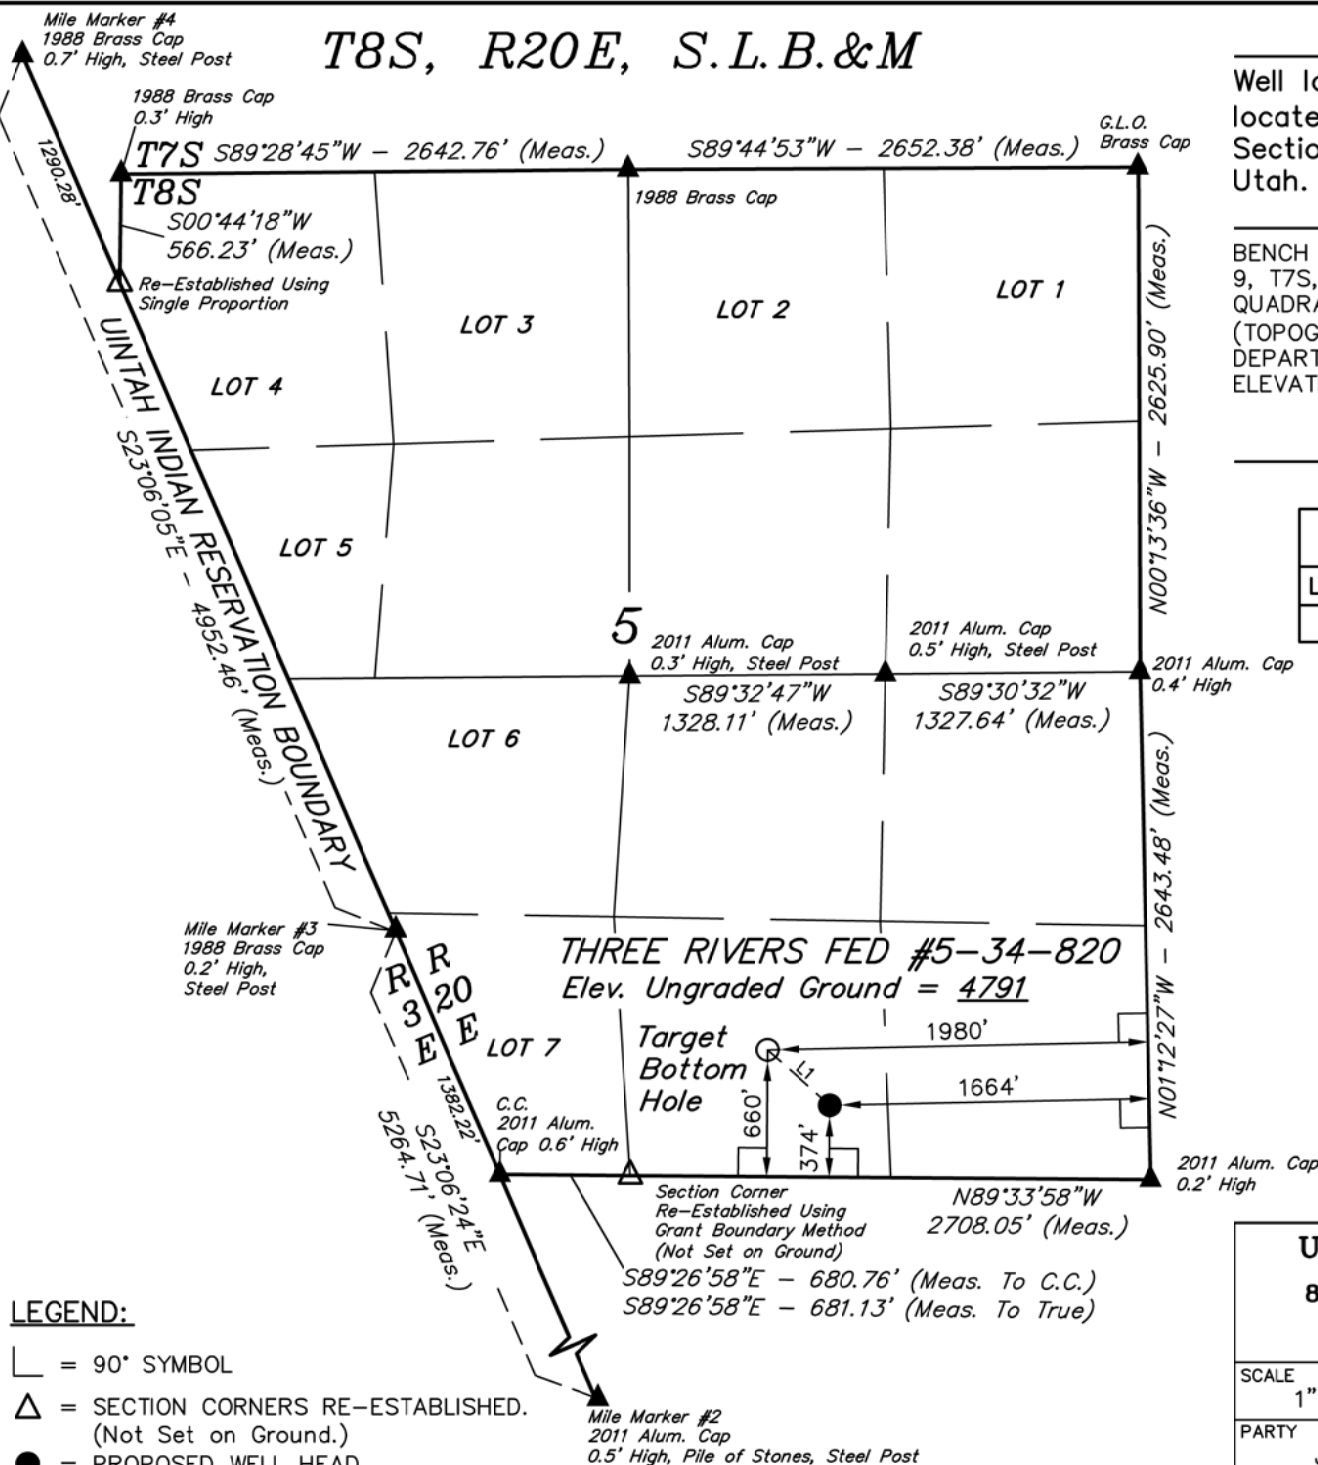 Mile Marker #4
1988 Brass Cap
0.7' High, Steel Post
T8S, R20E, S.L.B.&M
1988 Brass Cap
0.3' High
G.L.O.
Brass Cap
T7S
S89°28'45"W - 2642.76' (Meas.)
S89°44'53"W - 2652.38' (Meas.)
T8S
1988 Brass Cap
1290.28'
S00°44'18"W
566.23' (Meas.)
Re-Established Using
Single Proportion
LOT 1
LOT 2
LOT 3
LOT 4
LOT 5
N00°13'36"W - 2625.90' (Meas.)
UINTAH INDIAN RESERVATION BOUNDARY
S23°06'05"E - 4952.46' (Meas.)
5
2011 Alum. Cap
0.3' High, Steel Post
2011 Alum. Cap
0.5' High, Steel Post
2011 Alum. Cap
0.4' High
S89°32'47"W
1328.11' (Meas.)
S89°30'32"W
1327.64' (Meas.)
LOT 6
N01°12'27"W - 2643.48' (Meas.)
Mile Marker #3
1988 Brass Cap
0.2' High,
Steel Post
R
20
E
R
3
E
THREE RIVERS FED #5-34-820
Elev. Ungraded Ground = 4791
LOT 7
Target
Bottom
Hole
1980'
L1
1664'
660'
374'
1382.22'
C.C.
2011 Alum.
Cap 0.6' High
S23°06'24"E
5264.71' (Meas.)
Section Corner
Re-Established Using
Grant Boundary Method
(Not Set on Ground)
N89°33'58"W
2708.05' (Meas.)
2011 Alum. Cap
0.2' High
S89°26'58"E - 680.76' (Meas. To C.C.)
S89°26'58"E - 681.13' (Meas. To True)
Mile Marker #2
2011 Alum. Cap
0.5' High, Pile of Stones, Steel Post
LEGEND:
= 90° SYMBOL
= SECTION CORNERS RE-ESTABLISHED.
(Not Set on Ground.)
= PROPOSED WELL HEAD
Well
Utah.
BENCH
9, T7S,
SCALE
1"
PARTY